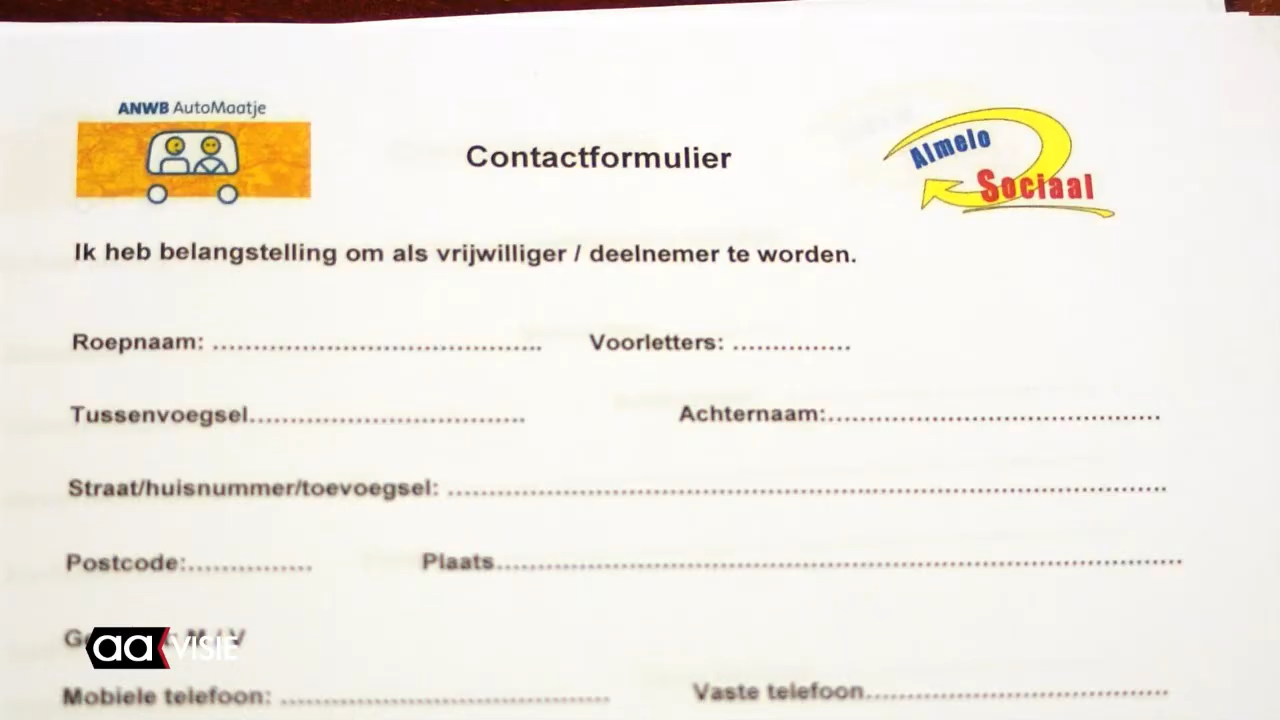 ANWB AutoMaatje
Contactformulier
Almelo
Sociaal
Ik heb belangstelling om als vrijwilliger / deelnemer te worden.
Roepnaam: ........................................ Voorletters: ...............
Tussenvoegsel.................................. Achternaam:.........................................
Straat/huisnummer/toevoegsel: ..........................................................................................
Postcode:............... Plaats.....................................................................................
M / V
aa VISIE
Mobiele telefoon: ......................................... Vaste telefoon......................................